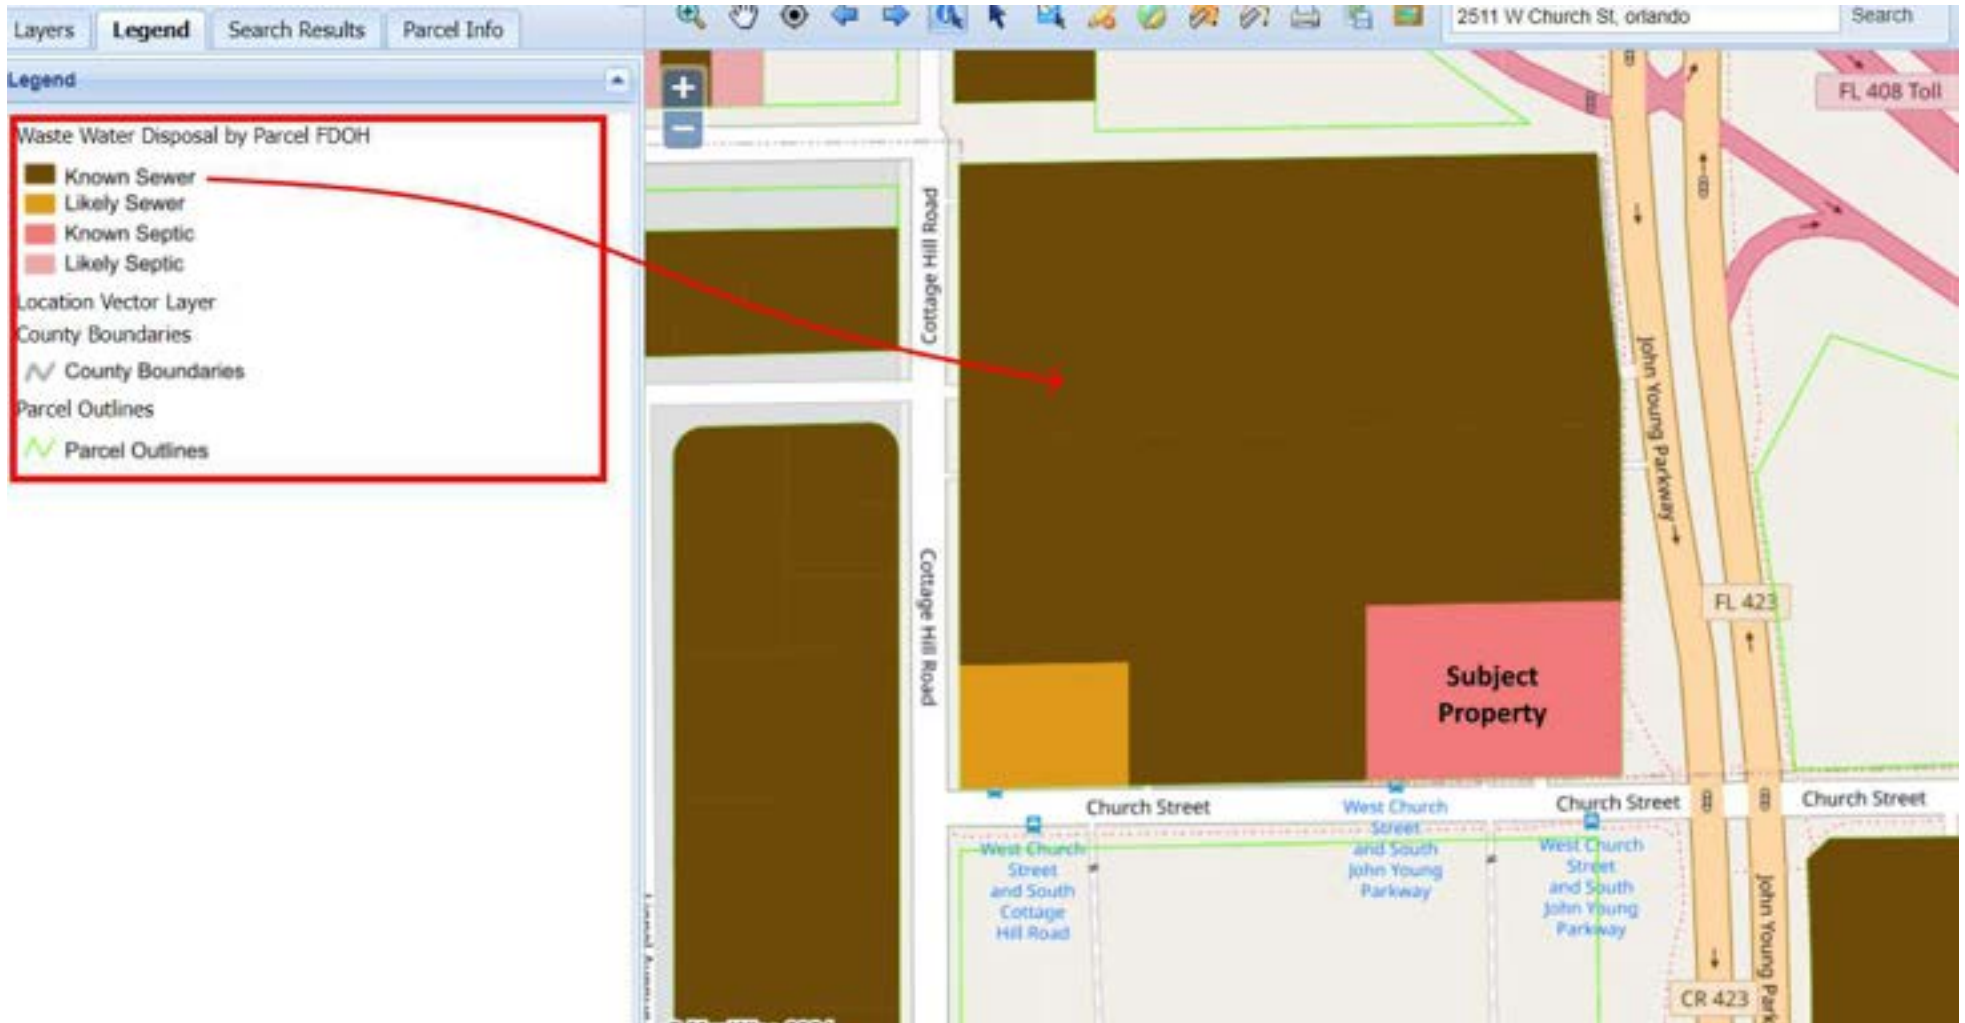 Layers
Legend
Search Results
Parcel Info
2511 W Church St, orlando
Search
Legend
Waste Water Disposal by Parcel FDOH
Known Sewer
Likely Sewer
Known Septic
Likely Septic
Location Vector Layer
County Boundaries
County Boundaries
Parcel Outlines
Parcel Outlines
+
−
FL 408 Toll
Cottage Hill Road
John Young Parkway
Cottage Hill Road
FL 423
Subject
Property
Church Street
Church Street
Church Street
West Church
Street
and South
John Young
Parkway
West Church
Street
and South
Cottage
Hill Road
West Church
Street
and South
John Young
Parkway
John Young Park
CR 423